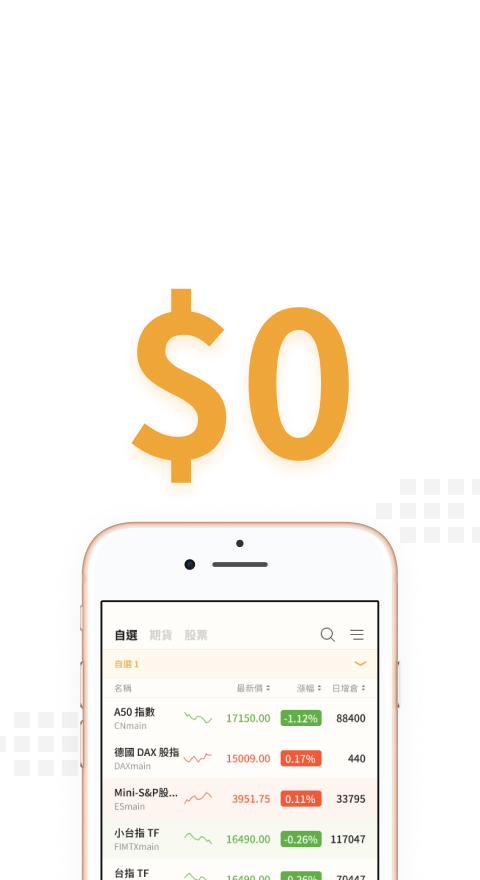 $0
自選 期貨 股票
自選 1
名稱 最新價 漲幅 日增倉
A50 指數 17150.00 -1.12% 88400
CNmain
德國 DAX 股指 15009.00 0.17% 440
DAXmain
Mini-S&P股... 3951.75 0.11% 33795
ESmain
小台指 TF 16490.00 -0.26% 117047
FIMTXmain
台指 TF 16490.00 -0.26% 70447